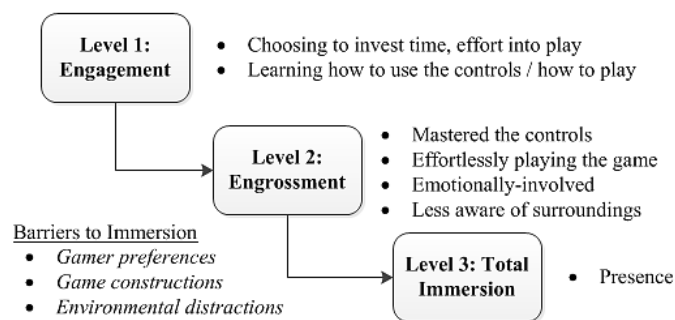 Level 1:
Engagement
• Choosing to invest time, effort into play
• Learning how to use the controls / how to play
Level 2:
Engrossment
• Mastered the controls
• Effortlessly playing the game
• Emotionally-involved
• Less aware of surroundings
Barriers to Immersion
• Gamer preferences
• Game constructions
• Environmental distractions
Level 3: Total
Immersion
• Presence